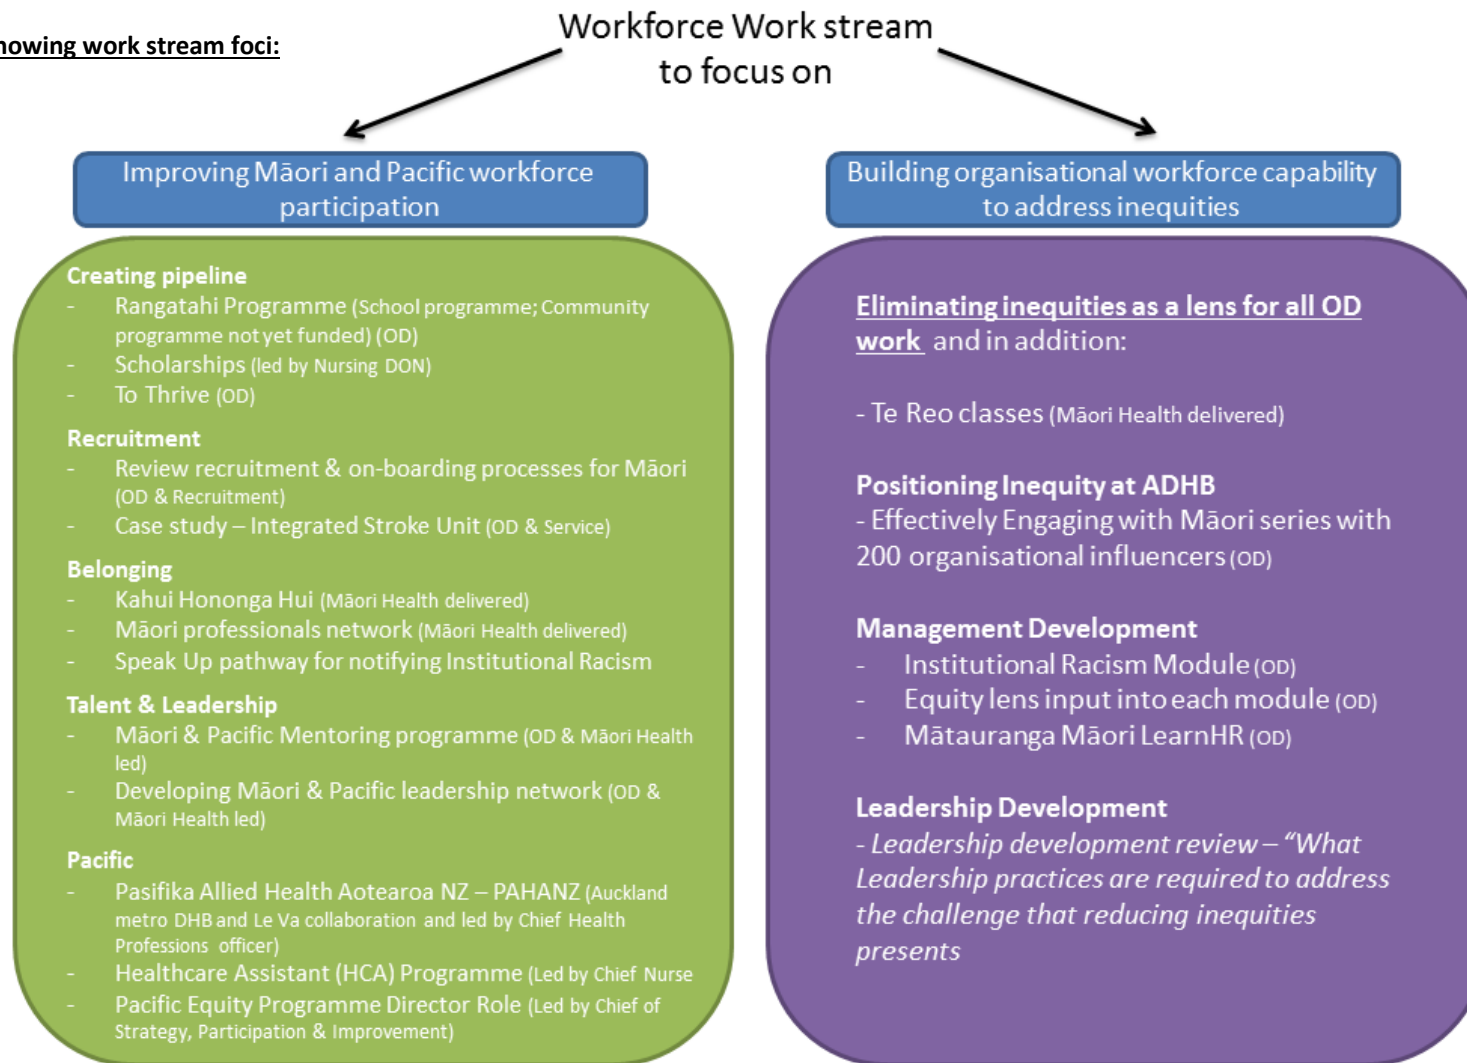 howing work stream foci:
Workforce Work stream
to focus on
Improving Māori and Pacific workforce
participation
Creating pipeline
- Rangatahi Programme (School programme; Community
programme not yet funded) (OD)
- Scholarships (led by Nursing DON)
- To Thrive (OD)
Recruitment
- Review recruitment & on-boarding processes for Māori
(OD & Recruitment)
- Case study – Integrated Stroke Unit (OD & Service)
Belonging
- Kahui Hononga Hui (Māori Health delivered)
- Māori professionals network (Māori Health delivered)
- Speak Up pathway for notifying Institutional Racism
Talent & Leadership
- Māori & Pacific Mentoring programme (OD & Māori Health
led)
- Developing Māori & Pacific leadership network (OD &
Māori Health led)
Pacific
- Pasifika Allied Health Aotearoa NZ – PAHANZ (Auckland
metro DHB and Le Va collaboration and led by Chief Health
Professions officer)
- Healthcare Assistant (HCA) Programme (Led by Chief Nurse
- Pacific Equity Programme Director Role (Led by Chief of
Strategy, Participation & Improvement)
Building organisational workforce capability
to address inequities
Eliminating inequities as a lens for all OD
work and in addition:
- Te Reo classes (Māori Health delivered)
Positioning Inequity at ADHB
- Effectively Engaging with Māori series with
200 organisational influencers (OD)
Management Development
- Institutional Racism Module (OD)
- Equity lens input into each module (OD)
- Mātauranga Māori LearnHR (OD)
Leadership Development
- Leadership development review – “What
Leadership practices are required to address
the challenge that reducing inequities
presents